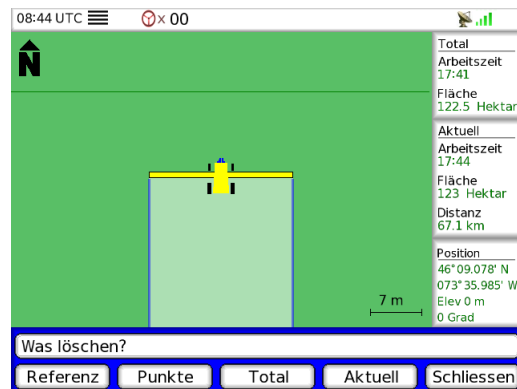 08:44 UTC
x 00
N
Total
Arbeitszeit
17:41
Fläche
122.5 Hektar
Aktuell
Arbeitszeit
17:44
Fläche
123 Hektar
Distanz
67.1 km
Position
46°09.078' N
073°35.985' W
Elev 0 m
0 Grad
7 m
Was löschen?
Referenz
Punkte
Total
Aktuell
Schliessen